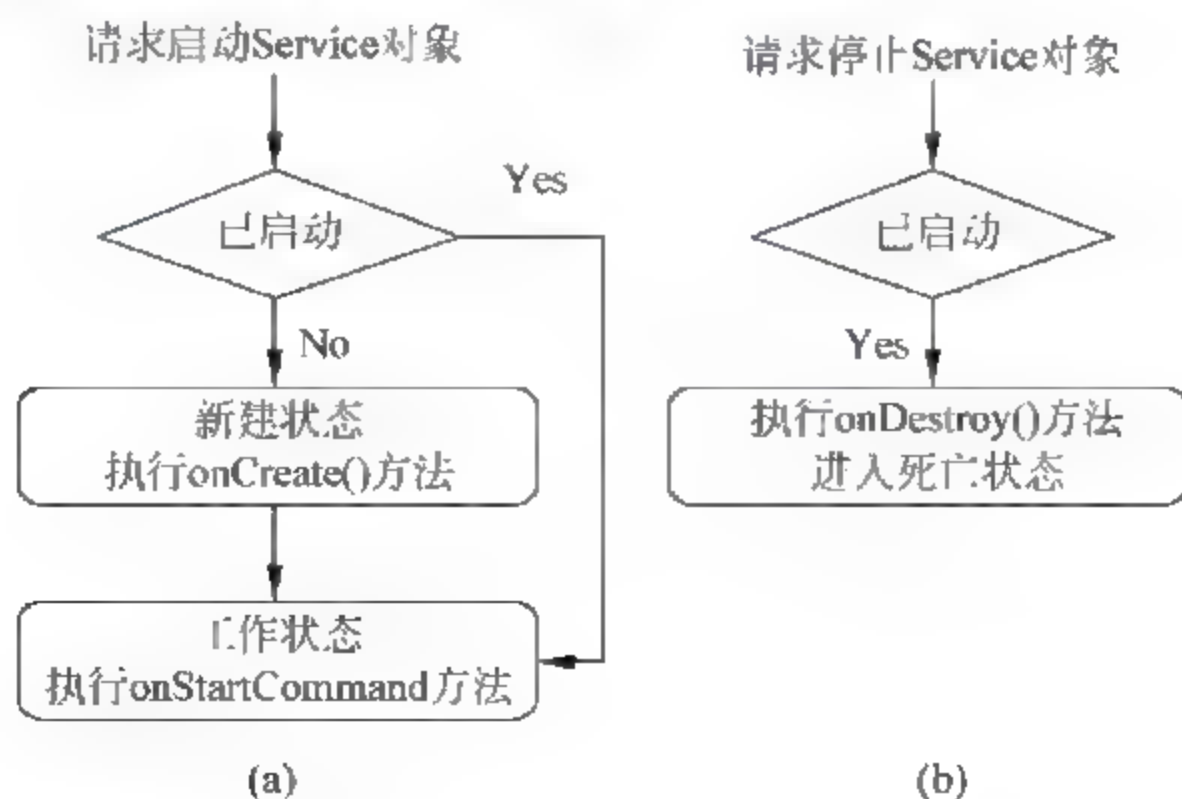 请求启动Service对象
已启动
Yes
No
新建状态
执行onCreate()方法
工作状态
执行onStartCommand方法
(a)
请求停止Service对象
已启动
Yes
执行onDestroy()方法
进入死亡状态
(b)